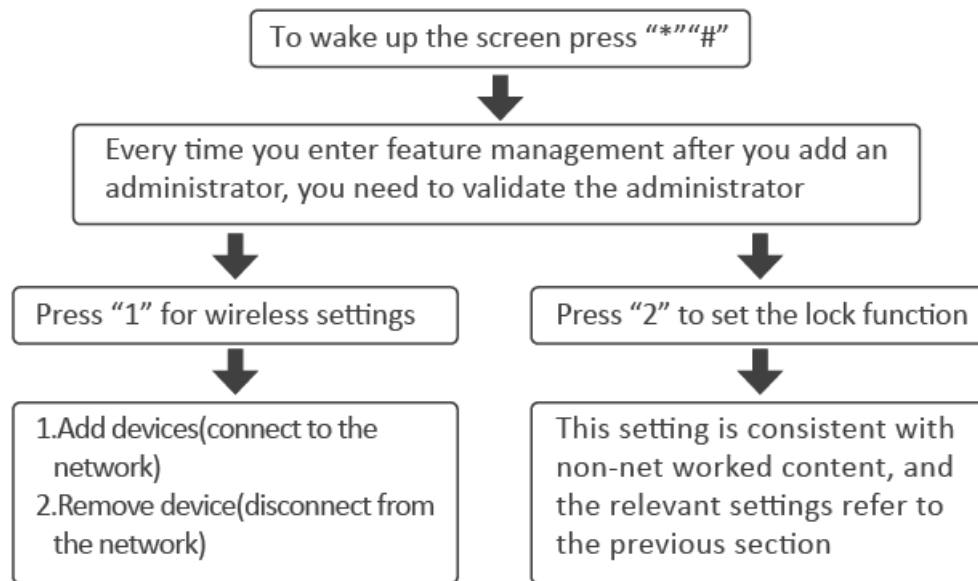 To wake up the screen press “*”“#”
Every time you enter feature management after you add an
administrator, you need to validate the administrator
Press “1” for wireless settings
Press “2” to set the lock function
1.Add devices(connect to the
network)
2.Remove device(disconnect from
the network)
This setting is consistent with
non-net worked content, and
the relevant settings refer to
the previous section